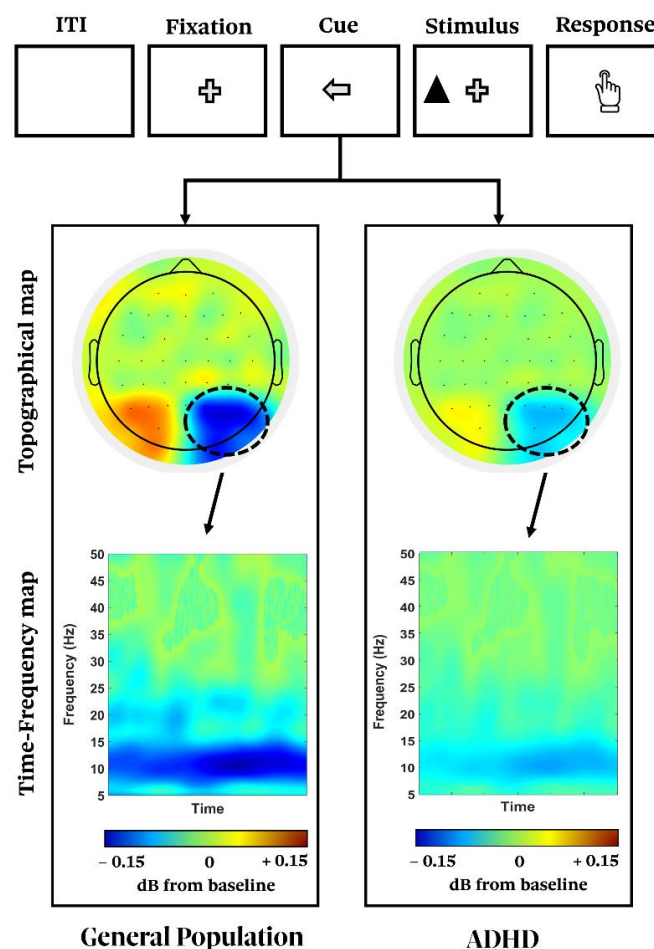 ITI Fixation Cue Stimulus Response
Topographical map
Time-Frequency map
50
45
40
35
30
25
20
15
10
5
Frequency (Hz)
Time
– 0.15 0 + 0.15
dB from baseline
General Population
50
45
40
35
30
25
20
15
10
5
Frequency (Hz)
Time
– 0.15 0 + 0.15
dB from baseline
ADHD